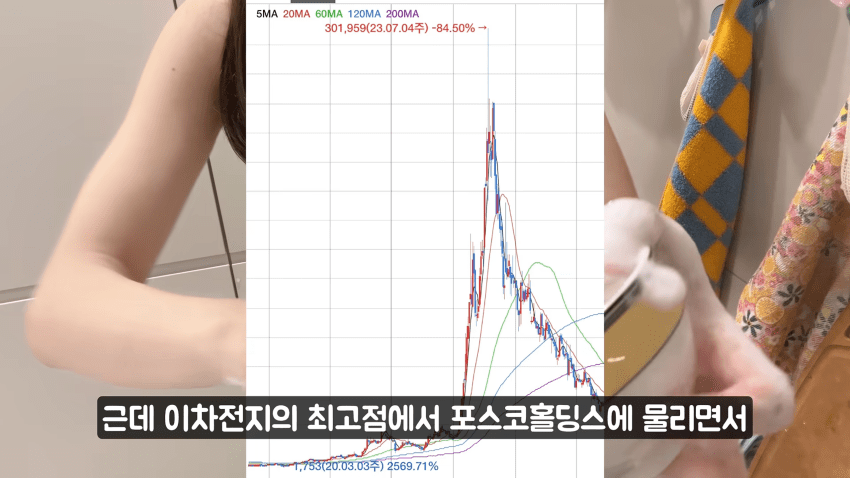 5MA 20MA 60MA 120MA 200MA
301,959(23.07.04주) -84.50% →
근데 이차전지의 최고점에서 포스코홀딩스에 물리면서
1,753(20.03.03주) 2569.71%